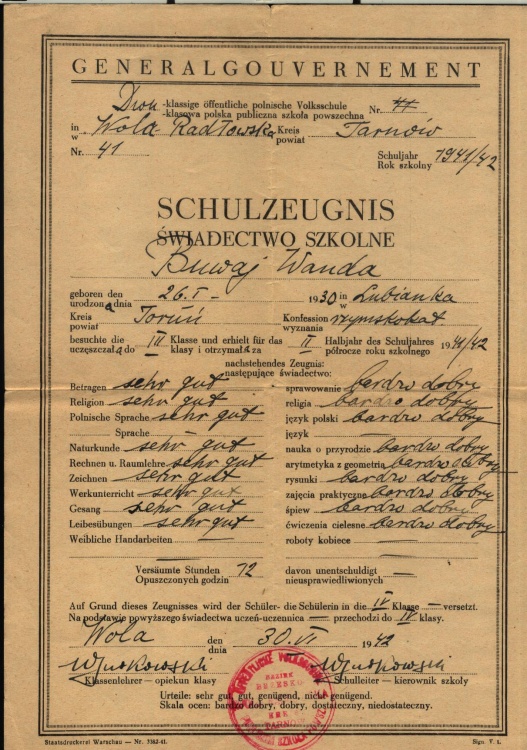 GENERALGOUVERNEMENT
Dwu -klassige öffentliche polnische Volksschule
-klasowa polska publiczna szkoła powszechna Nr.
in
w Wola-Radłowska Kreis
powiat Tarnów
Nr. 41 Schuljahr
Rok szkolny 1941/42
SCHULZEUGNIS
ŚWIADECTWO SZKOLNE
Buwaj Wanda
geboren den
urodzona dnia 26.I- 1930 in
w Lubianka
Kreis
powiat Toruń Konfession
wyznania rzymskokat.
besuchte die
uczęszczała do III Klasse und erhielt für das
klasy i otrzymała za II Halbjahr des Schuljahres
półrocze roku szkolnego 1941/42
nachstehendes Zeugnis:
następujące świadectwo:
Betragen sehr gut sprawowanie bardzo dobry
Religion sehr gut religia bardzo dobry
Polnische Sprache sehr gut język polski bardzo dobry
Sprache — język —
Naturkunde sehr gut nauka o przyrodzie bardzo dobry
Rechnen u. Raumlehre sehr gut arytmetyka z geometrią bardzo dobry
Zeichnen sehr gut rysunki bardzo dobry
Werkunterricht sehr gut zajęcia praktyczne bardzo dobry
Gesang sehr gut śpiew bardzo dobry
Leibesübungen sehr gut ćwiczenia cielesne bardzo dobry
Weibliche Handarbeiten — roboty kobiece —
Versäumte Stunden
Opuszczonych godzin 12 davon unentschuldigt
nieusprawiedliwionych —
Auf Grund dieses Zeugnisses wird der Schüler- die Schülerin in die IV Klasse — versetzt.
Na podstawie powyższego świadectwa uczeń-uczennica — przechodzi do IV klasy.
Wola den
dnia 30.VI 1942
Klassenlehrer — opiekun klasy Schulleiter — kierownik szkoły
Urteile: sehr gut, gut, genügend, nicht genügend.
Skala ocen: bardzo dobry, dobry, dostateczny, niedostateczny.
Staatsdruckerei Warschau — Nr. 7082-41. Sign V. 1.